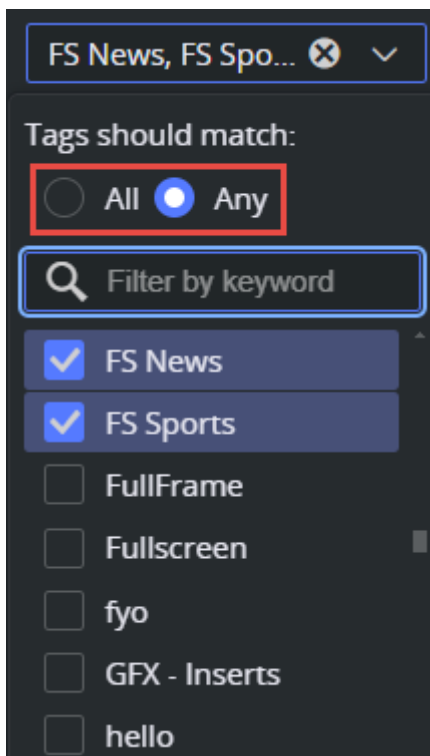 FS News, FS Spo...
Tags should match:
All Any
Filter by keyword
FS News
FS Sports
FullFrame
Fullscreen
fyo
GFX - Inserts
hello